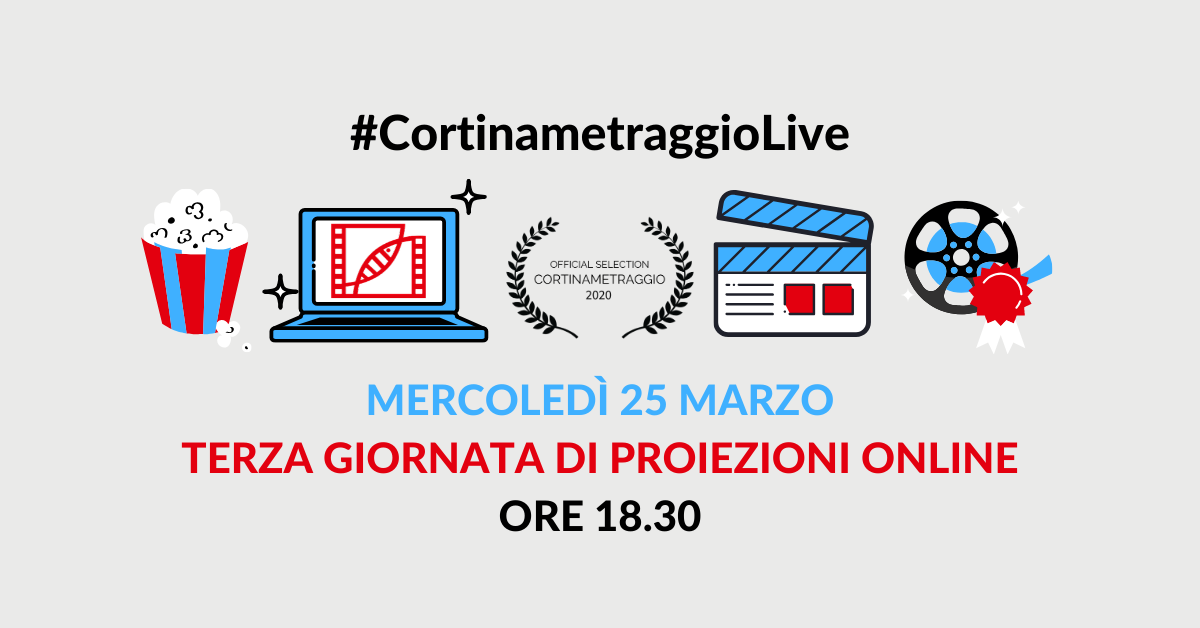 #CortinametraggioLive
OFFICIAL SELECTION
CORTINAMETRAGGIO
2020
MERCOLEDÌ 25 MARZO
TERZA GIORNATA DI PROIEZIONI ONLINE
ORE 18.30